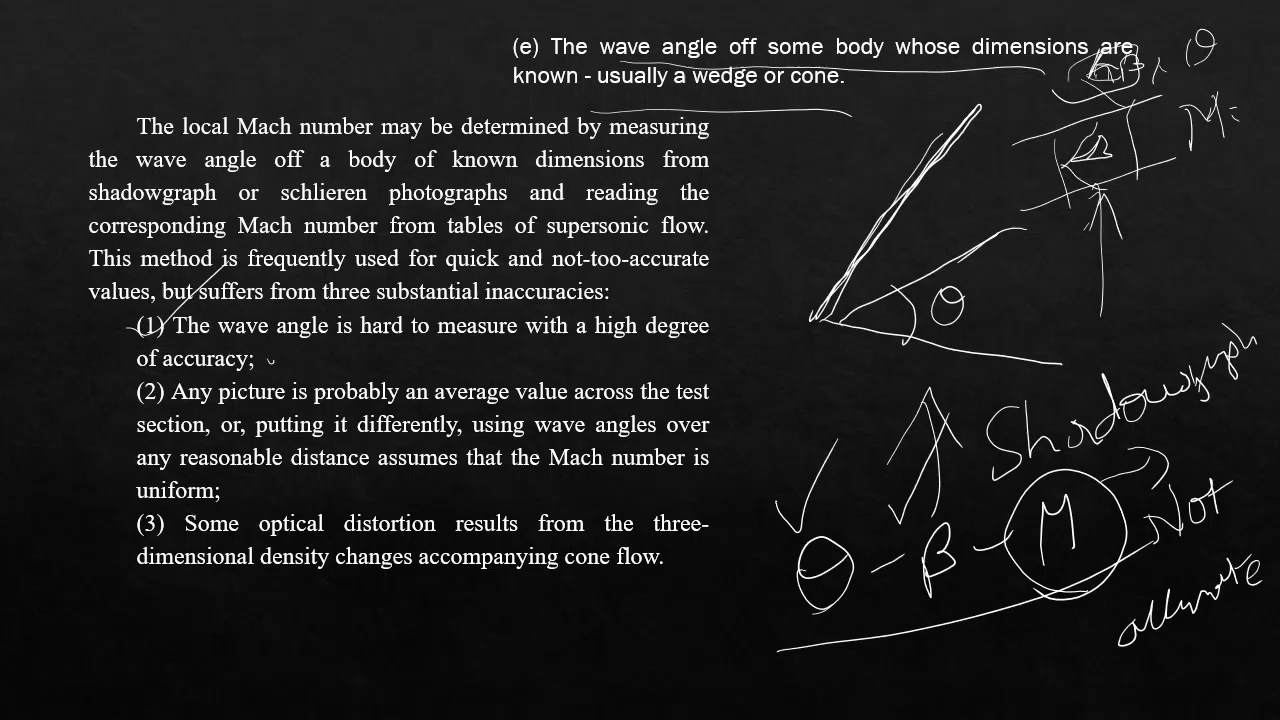 (e) The wave angle off some body whose dimensions are
known - usually a wedge or cone.
The local Mach number may be determined by measuring
the wave angle off a body of known dimensions from
shadowgraph or schlieren photographs and reading the
corresponding Mach number from tables of supersonic flow.
This method is frequently used for quick and not-too-accurate
values, but suffers from three substantial inaccuracies:
(1) The wave angle is hard to measure with a high degree
of accuracy;
(2) Any picture is probably an average value across the test
section, or, putting it differently, using wave angles over
any reasonable distance assumes that the Mach number is
uniform;
(3) Some optical distortion results from the three-
dimensional density changes accompanying cone flow.
θ
M=
Shadowgraph
θ - β - M
Not